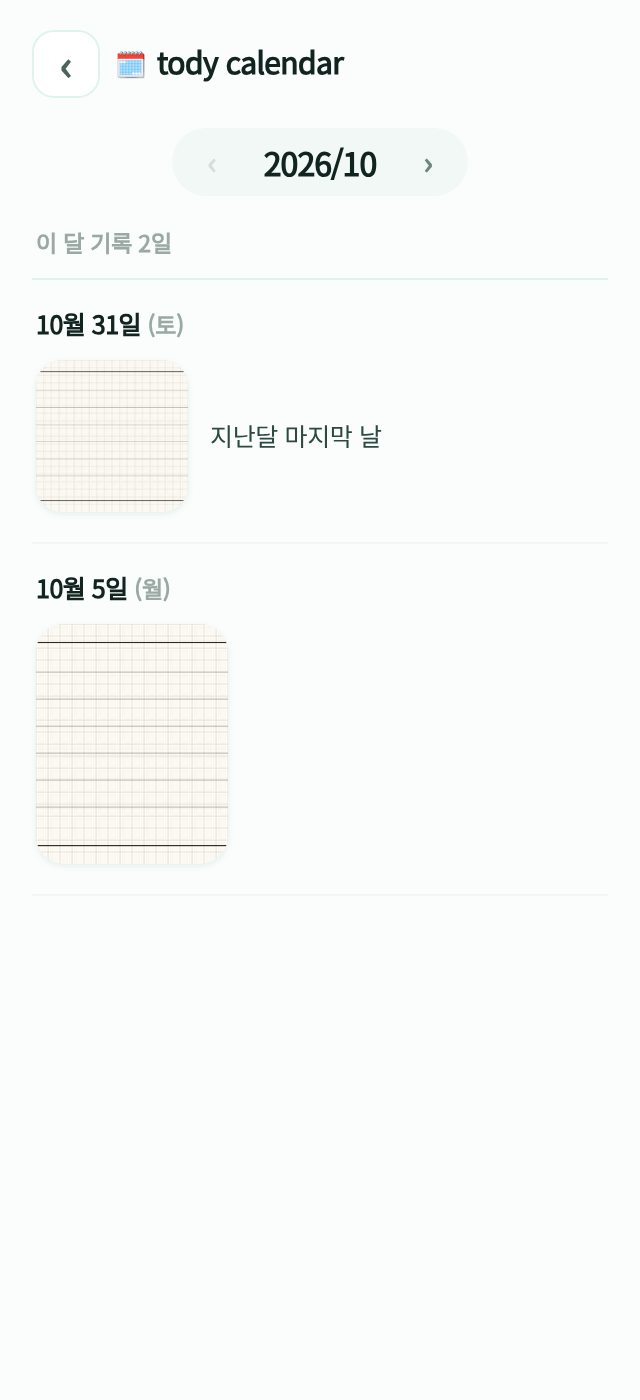 tody calendar
2026/10
이 달 기록 2일
10월 31일 (토)
지난달 마지막 날
10월 5일 (월)